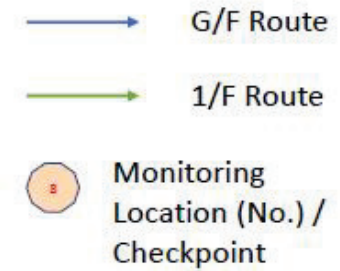 G/F Route
1/F Route
Monitoring
Location (No.) /
Checkpoint